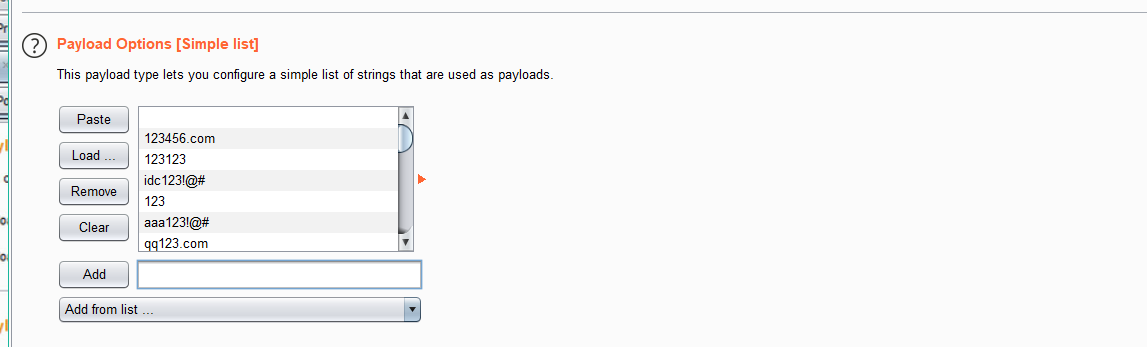 Payload Options [Simple list]
This payload type lets you configure a simple list of strings that are used as payloads.
Paste
Load ...
Remove
Clear
123456.com
123123
idc123!@#
123
aaa123!@#
qq123.com
Add
Add from list ...